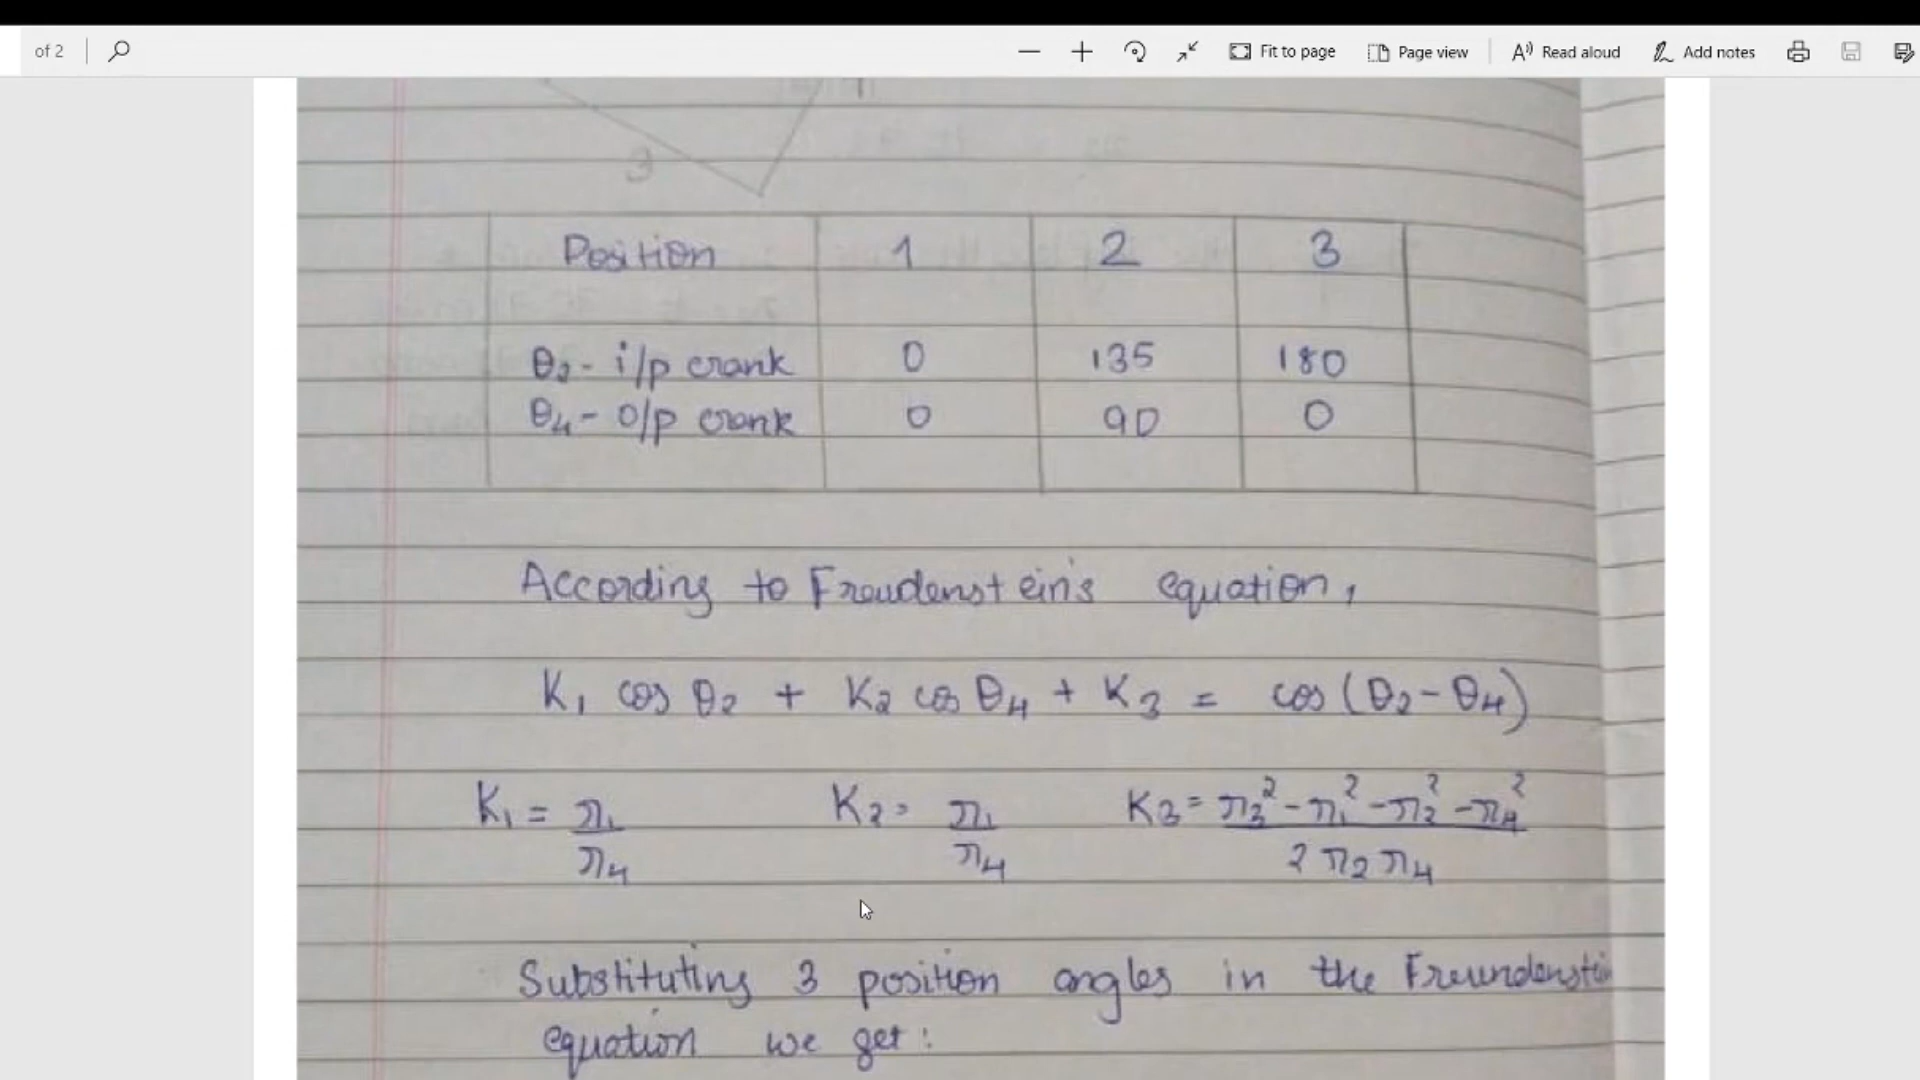 of 2 Fit to page Page view Read aloud Add notes
3
Position 1 2 3
θ2 - i/p crank 0 135 180
θ4 - o/p crank 0 90 0
According to Freudenstein's equation,
K1 cos θ2 + K2 cos θ4 + K3 = cos (θ2 - θ4)
K1 = r1/r4 K2 = r1/r4 K3 = r3² - r1² - r2² - r4² / 2 r2 r4
Substituting 3 position angles in the
equation we get :